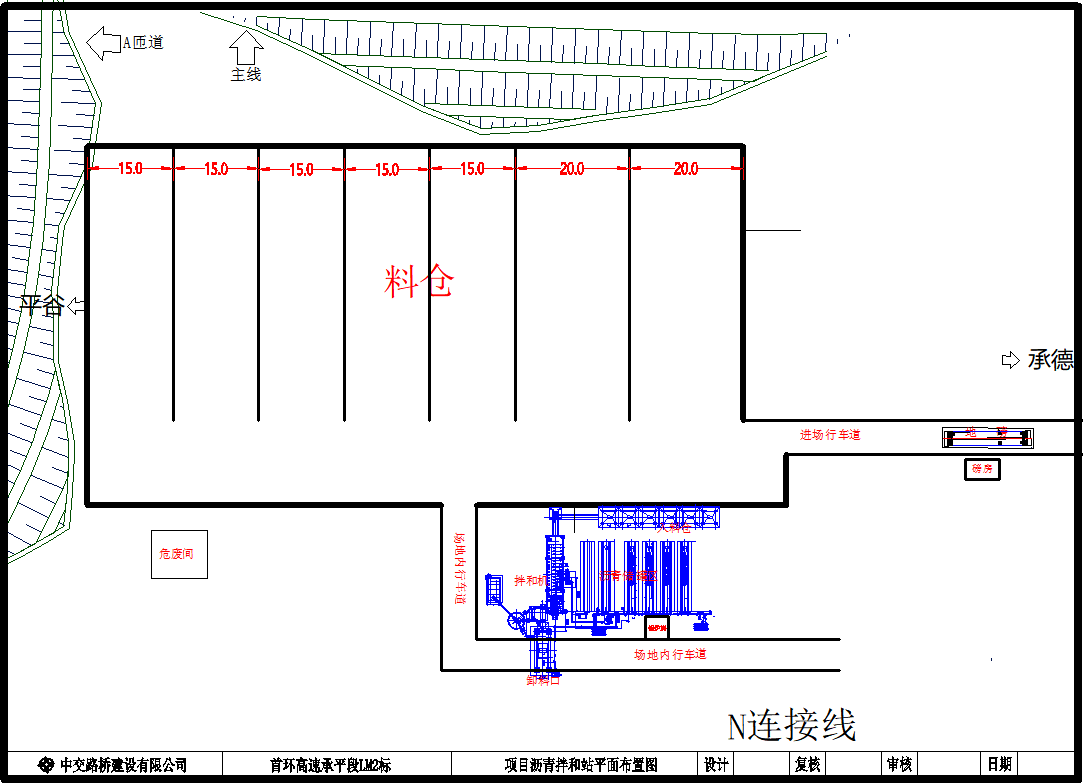 A匝道
主线
15.0 15.0 15.0 15.0 15.0 20.0 20.0
料仓
平谷
承德
进场行车道
地 磅
磅房
危废间
场地内行车道
拌和机
沥青
场地内行车道
卸料口
N连接线
中交路桥建设有限公司 首环高速承平段LM2标 项目沥青拌和站平面布置图 设计 复核 审核 日期